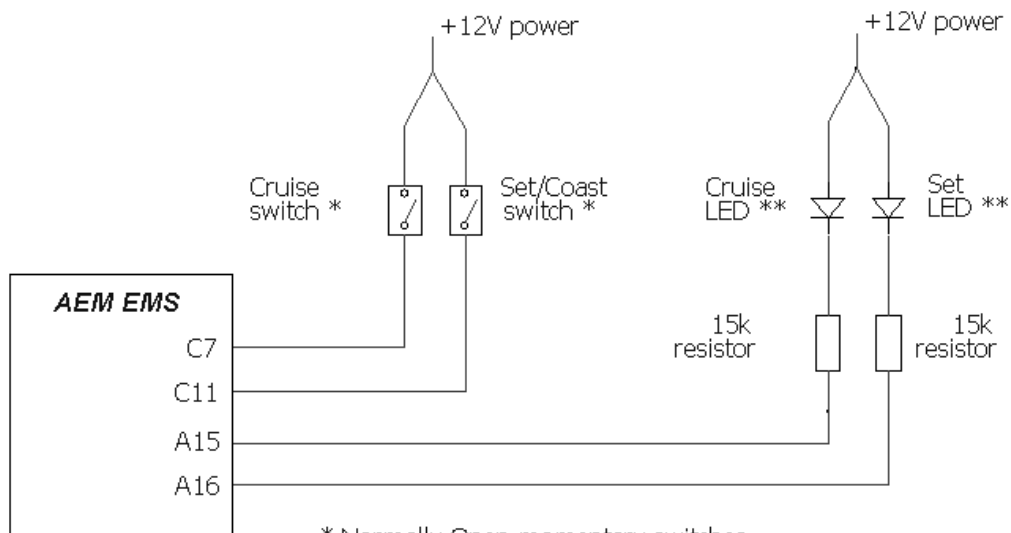 +12V power
+12V power
Cruise
switch *
Set/Coast
switch *
Cruise
LED **
Set
LED **
AEM EMS
15k
resistor
15k
resistor
C7
C11
A15
A16
* Normally Open momentary switches